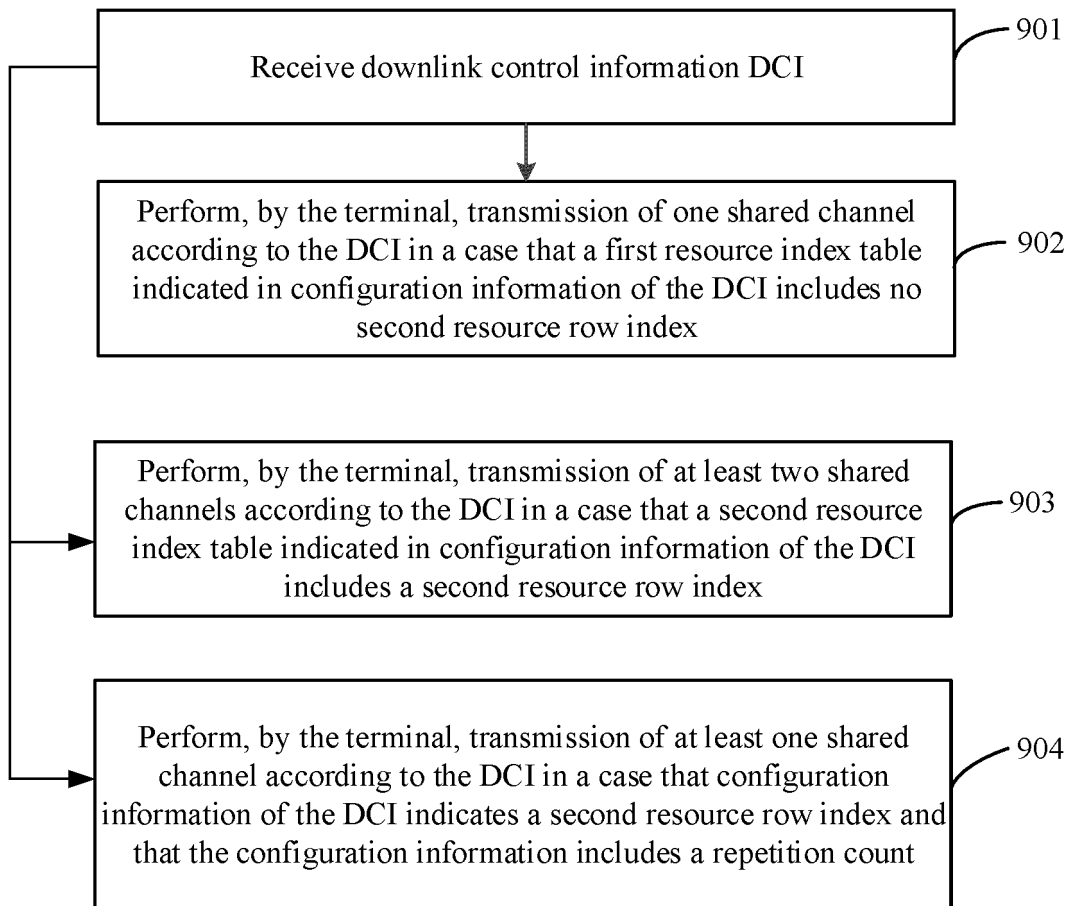 901
Receive downlink control information DCI
Perform, by the terminal, transmission of one shared channel
according to the DCI in a case that a first resource index table
indicated in configuration information of the DCI includes no
second resource row index
902
Perform, by the terminal, transmission of at least two shared
channels according to the DCI in a case that a second resource
index table indicated in configuration information of the DCI
includes a second resource row index
903
Perform, by the terminal, transmission of at least one shared
channel according to the DCI in a case that configuration
information of the DCI indicates a second resource row index and
that the configuration information includes a repetition count
904